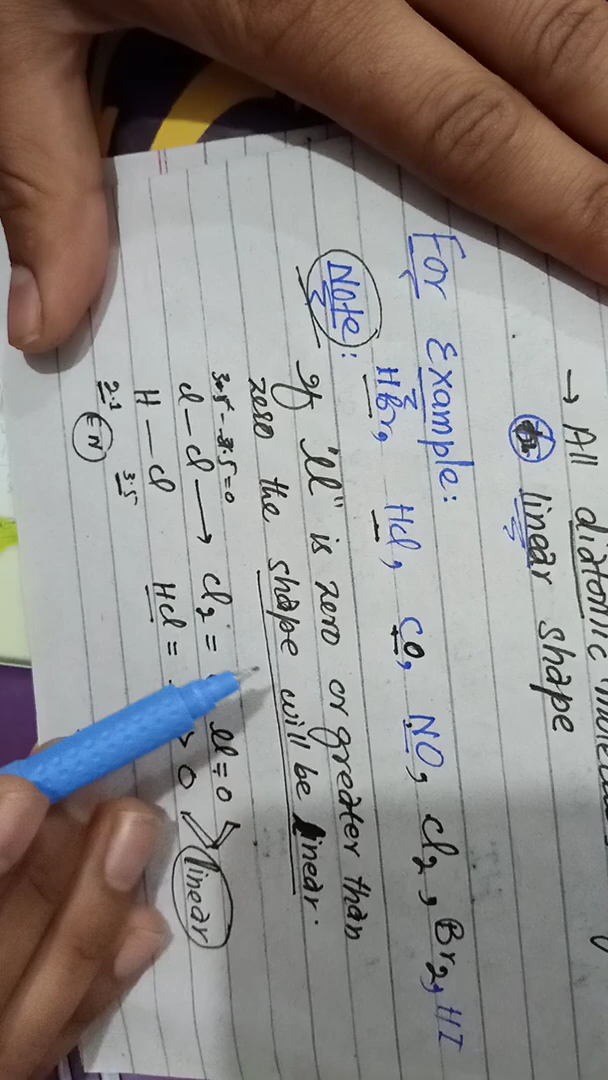 → All diatomic
linear shape
For Example:
HBr, Hcl, CO, NO, Cl2, Br2, HI
Note:
If "ll" is zero or greater than
zero the shape will be linear.
3.5-3.5=0
cl-cl → Cl2 = ll=0
H-cl Hcl = > 0 linear
2.1 3.5
EN